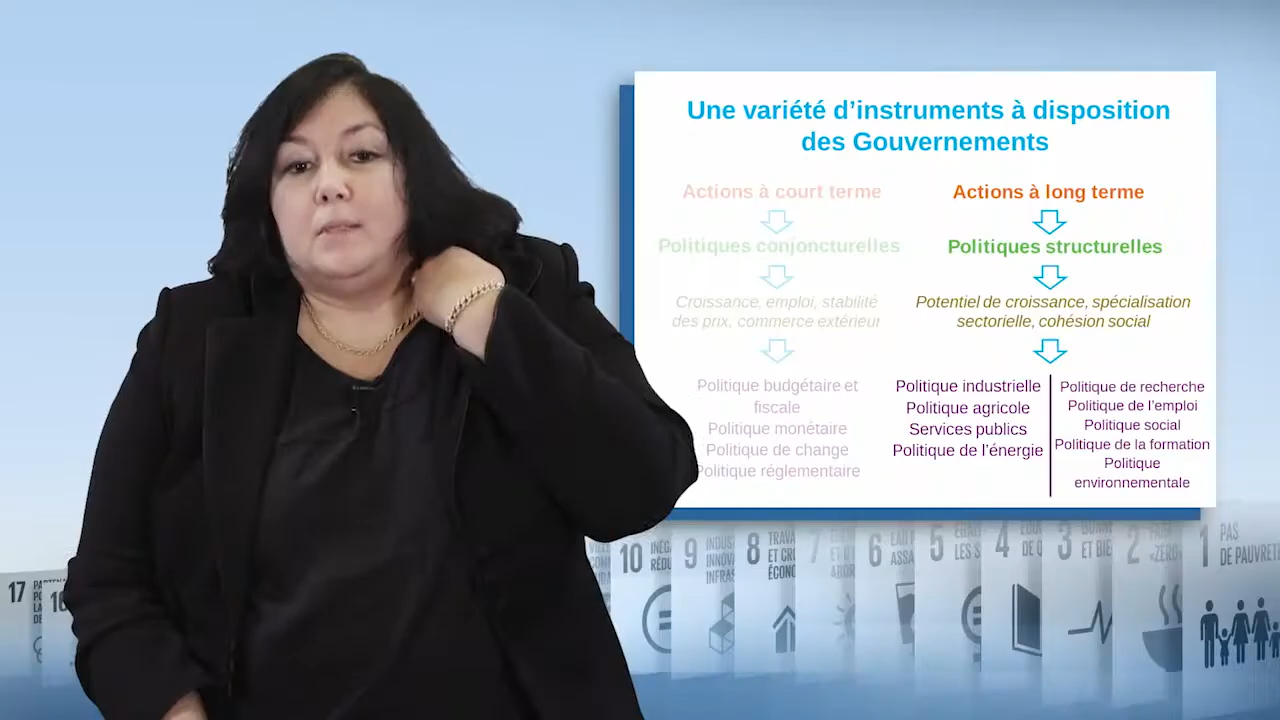 Une variété d'instruments à disposition
des Gouvernements
Actions à court terme
Politiques conjoncturelles
Croissance, emploi, stabilité
des prix, commerce extérieur
Politique budgétaire et
fiscale
Politique monétaire
Politique de change
Politique réglementaire
Actions à long terme
Politiques structurelles
Potentiel de croissance, spécialisation
sectorielle, cohésion social
Politique industrielle
Politique agricole
Services publics
Politique de l'énergie
Politique de recherche
Politique de l'emploi
Politique social
Politique de la formation
Politique
environnementale
17
16
10
9
8
7
6
5
4
3
2
1 PAS
DE PAUVRET
ET BIE